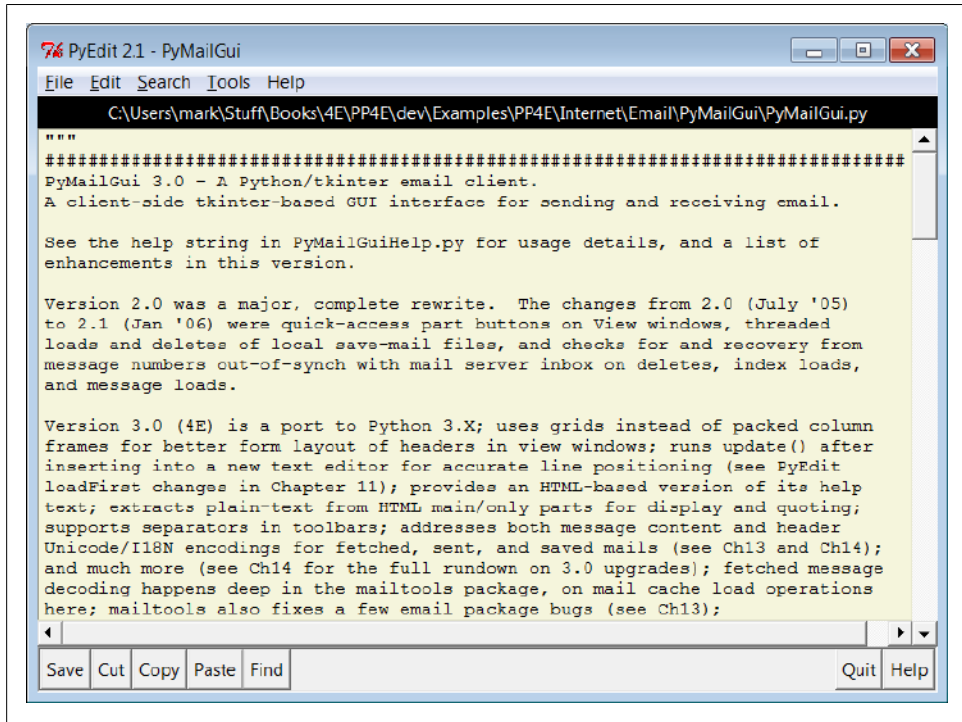 PyEdit 2.1 - PyMailGui
File Edit Search Tools Help
C:\Users\mark\Stuff\Books\4E\PP4E\dev\Examples\PP4E\Internet\Email\PyMailGui\PyMailGui.py
"""
################################################################################
PyMailGui 3.0 - A Python/tkinter email client.
A client-side tkinter-based GUI interface for sending and receiving email.
See the help string in PyMailGuiHelp.py for usage details, and a list of
enhancements in this version.
Version 2.0 was a major, complete rewrite.  The changes from 2.0 (July '05)
to 2.1 (Jan '06) were quick-access part buttons on View windows, threaded
loads and deletes of local save-mail files, and checks for and recovery from
message numbers out-of-synch with mail server inbox on deletes, index loads,
and message loads.
Version 3.0 (4E) is a port to Python 3.X; uses grids instead of packed column
frames for better form layout of headers in view windows; runs update() after
inserting into a new text editor for accurate line positioning (see PyEdit
loadFirst changes in Chapter 11); provides an HTML-based version of its help
text; extracts plain-text from HTML main/only parts for display and quoting;
supports separators in toolbars; addresses both message content and header
Unicode/I18N encodings for fetched, sent, and saved mails (see Ch13 and Ch14);
and much more (see Ch14 for the full rundown on 3.0 upgrades); fetched message
decoding happens deep in the mailtools package, on mail cache load operations
here; mailtools also fixes a few email package bugs (see Ch13);
Save Cut Copy Paste Find Quit Help